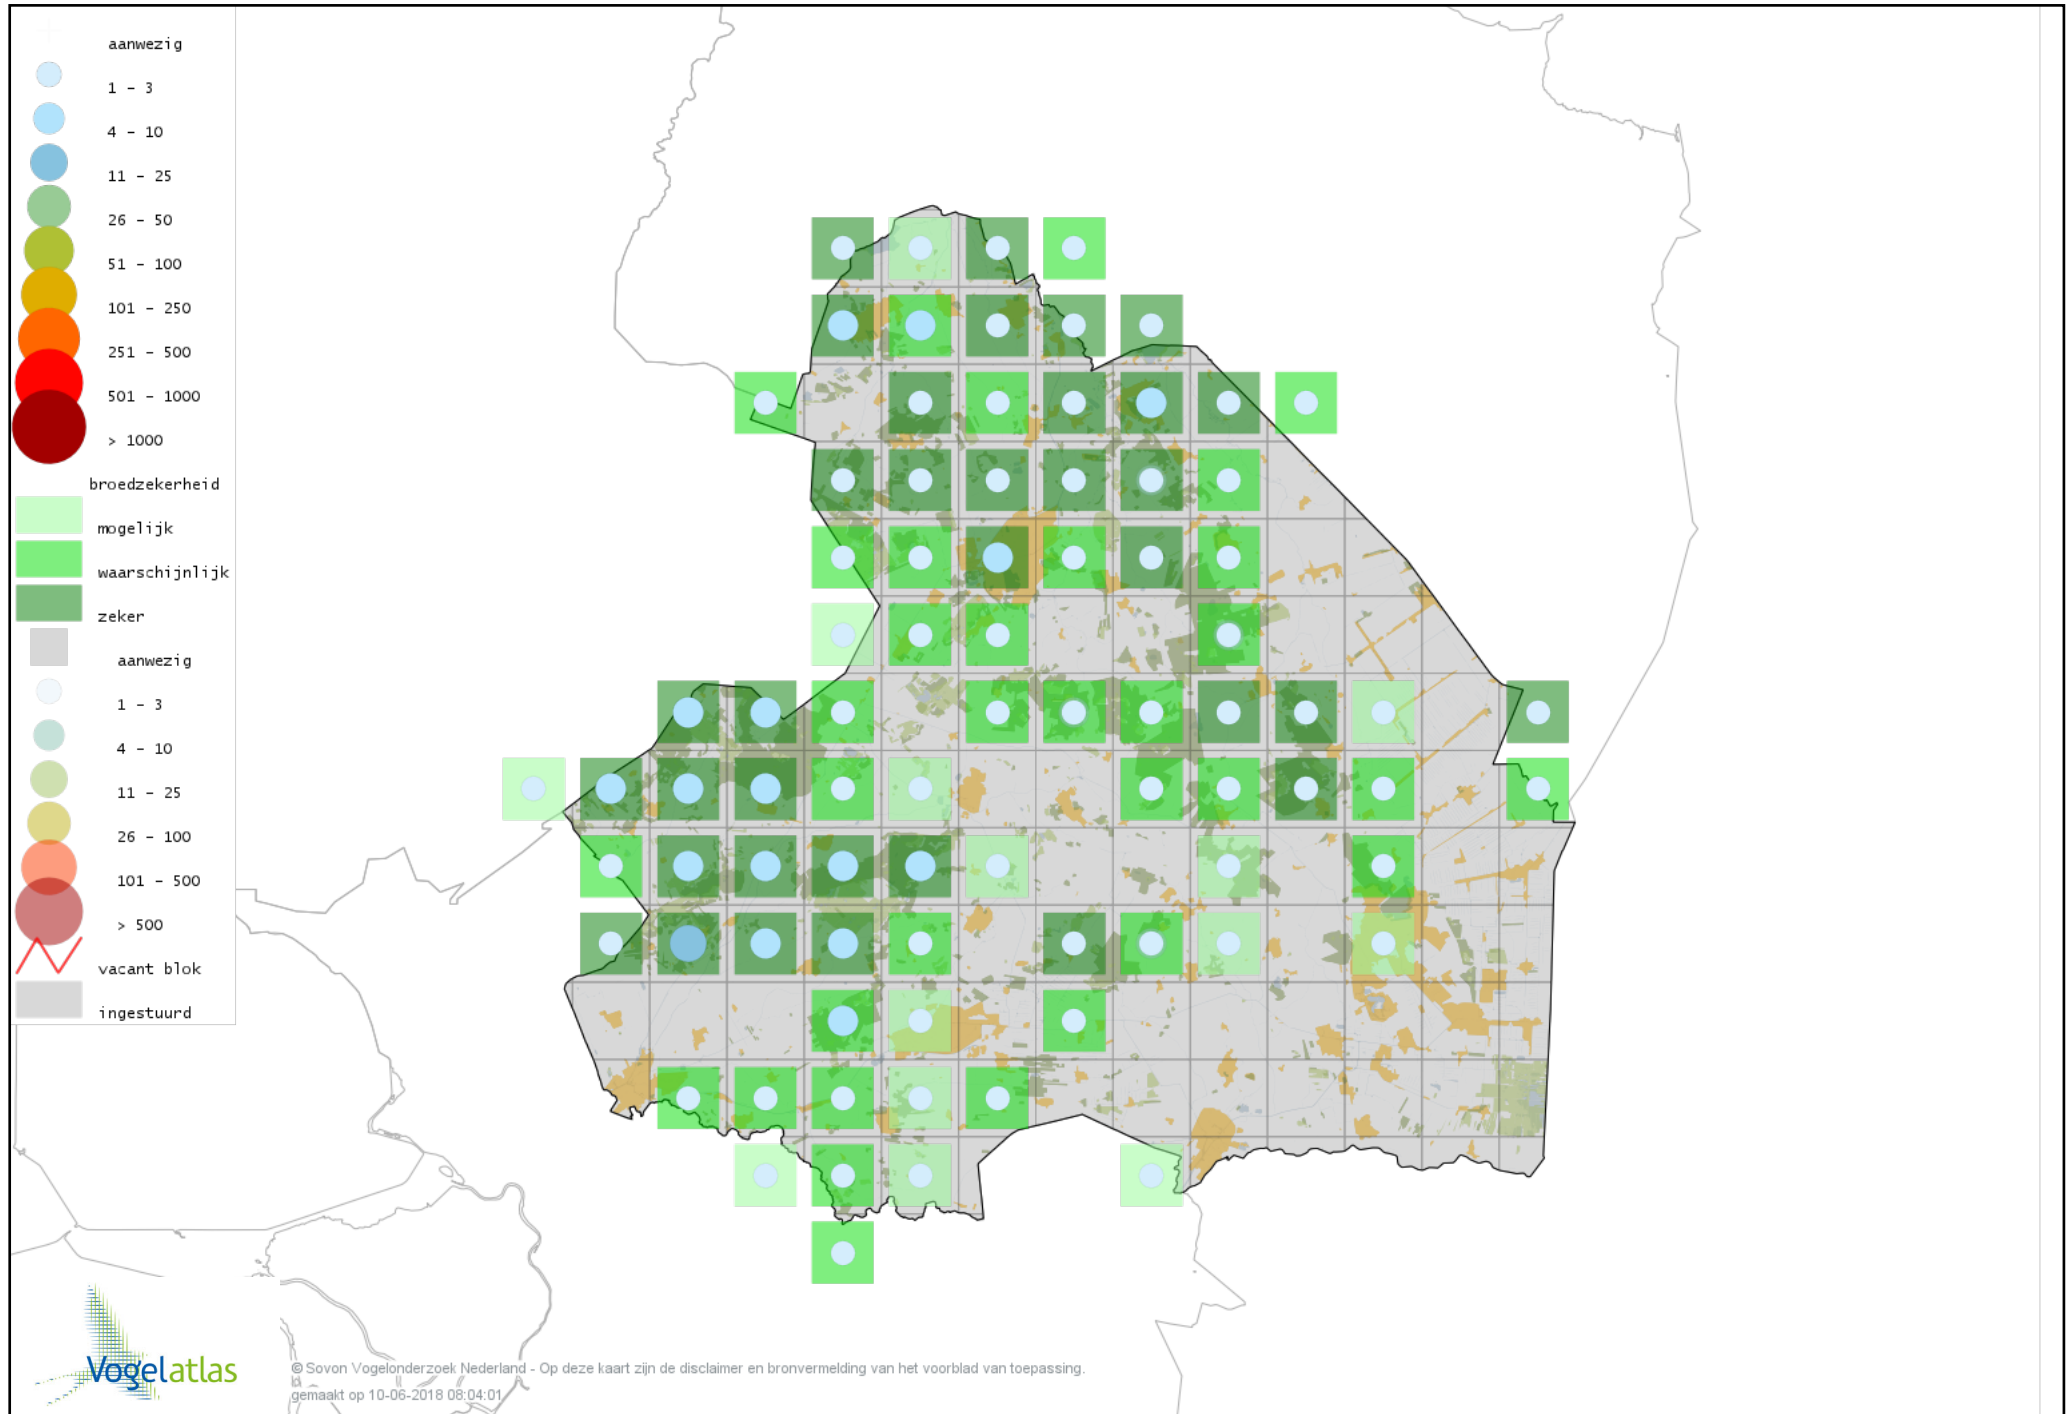 aanwezig
1 - 3
4 - 10
11 - 25
26 - 50
51 - 100
101 - 250
251 - 500
501 - 1000
> 1000
broedzekerheid
mogelijk
waarschijnlijk
zeker
aanwezig
1 - 3
4 - 10
11 - 25
26 - 100
101 - 500
> 500
vacant blok
ingestuurd
Vogelatlas
© Sovon Vogelonderzoek Nederland - Op deze kaart zijn de disclaimer en bronvermelding van het voorblad van toepassing.
gemaakt op 10-06-2018 08:04:01